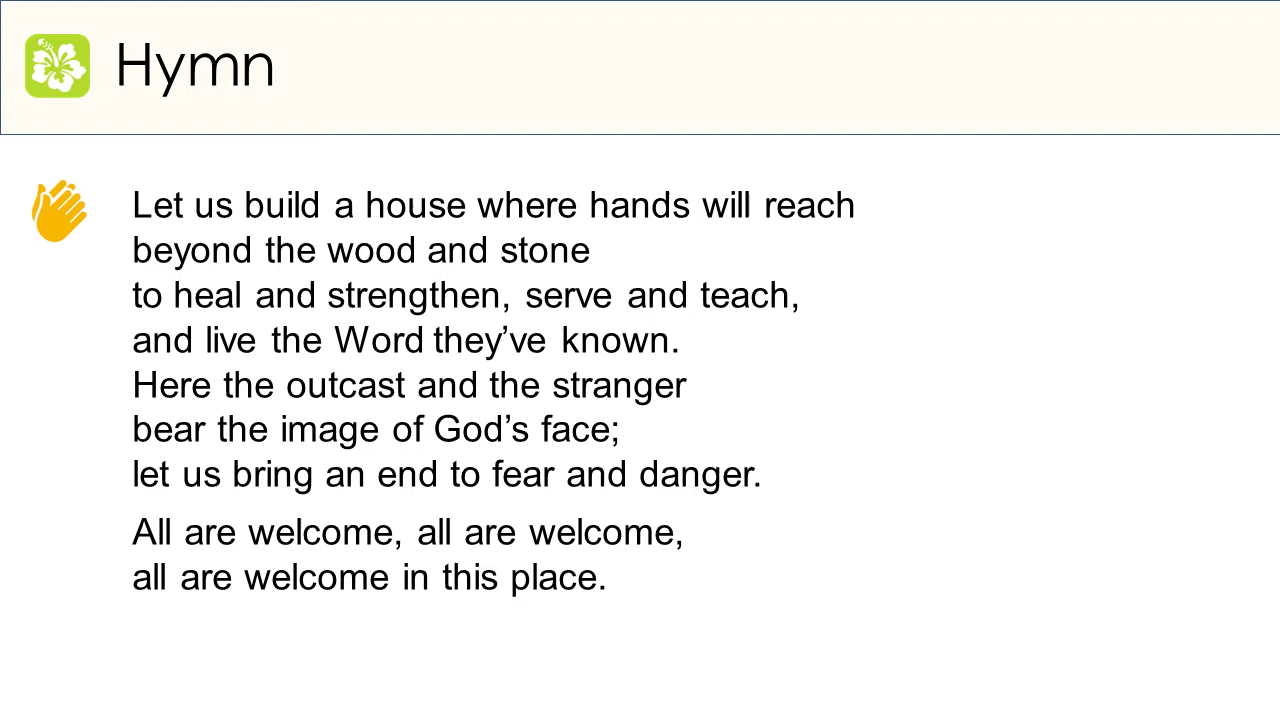 Hymn
Let us build a house where hands will reach
beyond the wood and stone
to heal and strengthen, serve and teach,
and live the Word they’ve known.
Here the outcast and the stranger
bear the image of God’s face;
let us bring an end to fear and danger.
All are welcome, all are welcome,
all are welcome in this place.